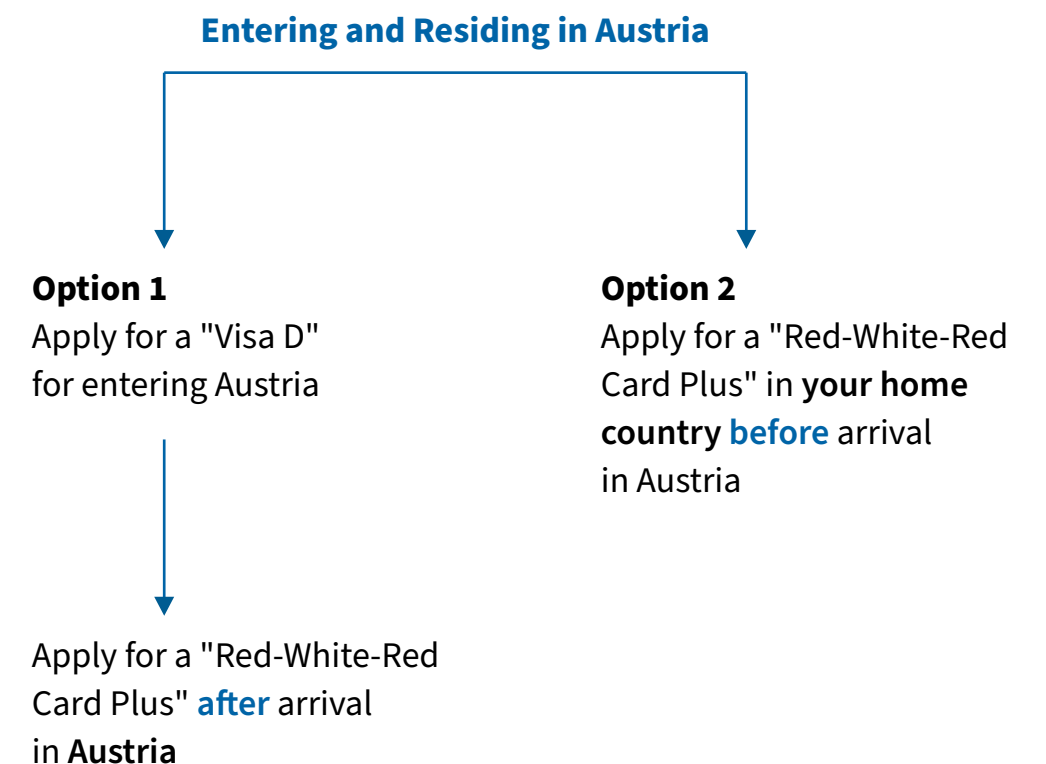 Entering and Residing in Austria
Option 1
Apply for a "Visa D"
for entering Austria
Apply for a "Red-White-Red
Card Plus" after arrival
in Austria
Option 2
Apply for a "Red-White-Red
Card Plus" in your home
country before arrival
in Austria